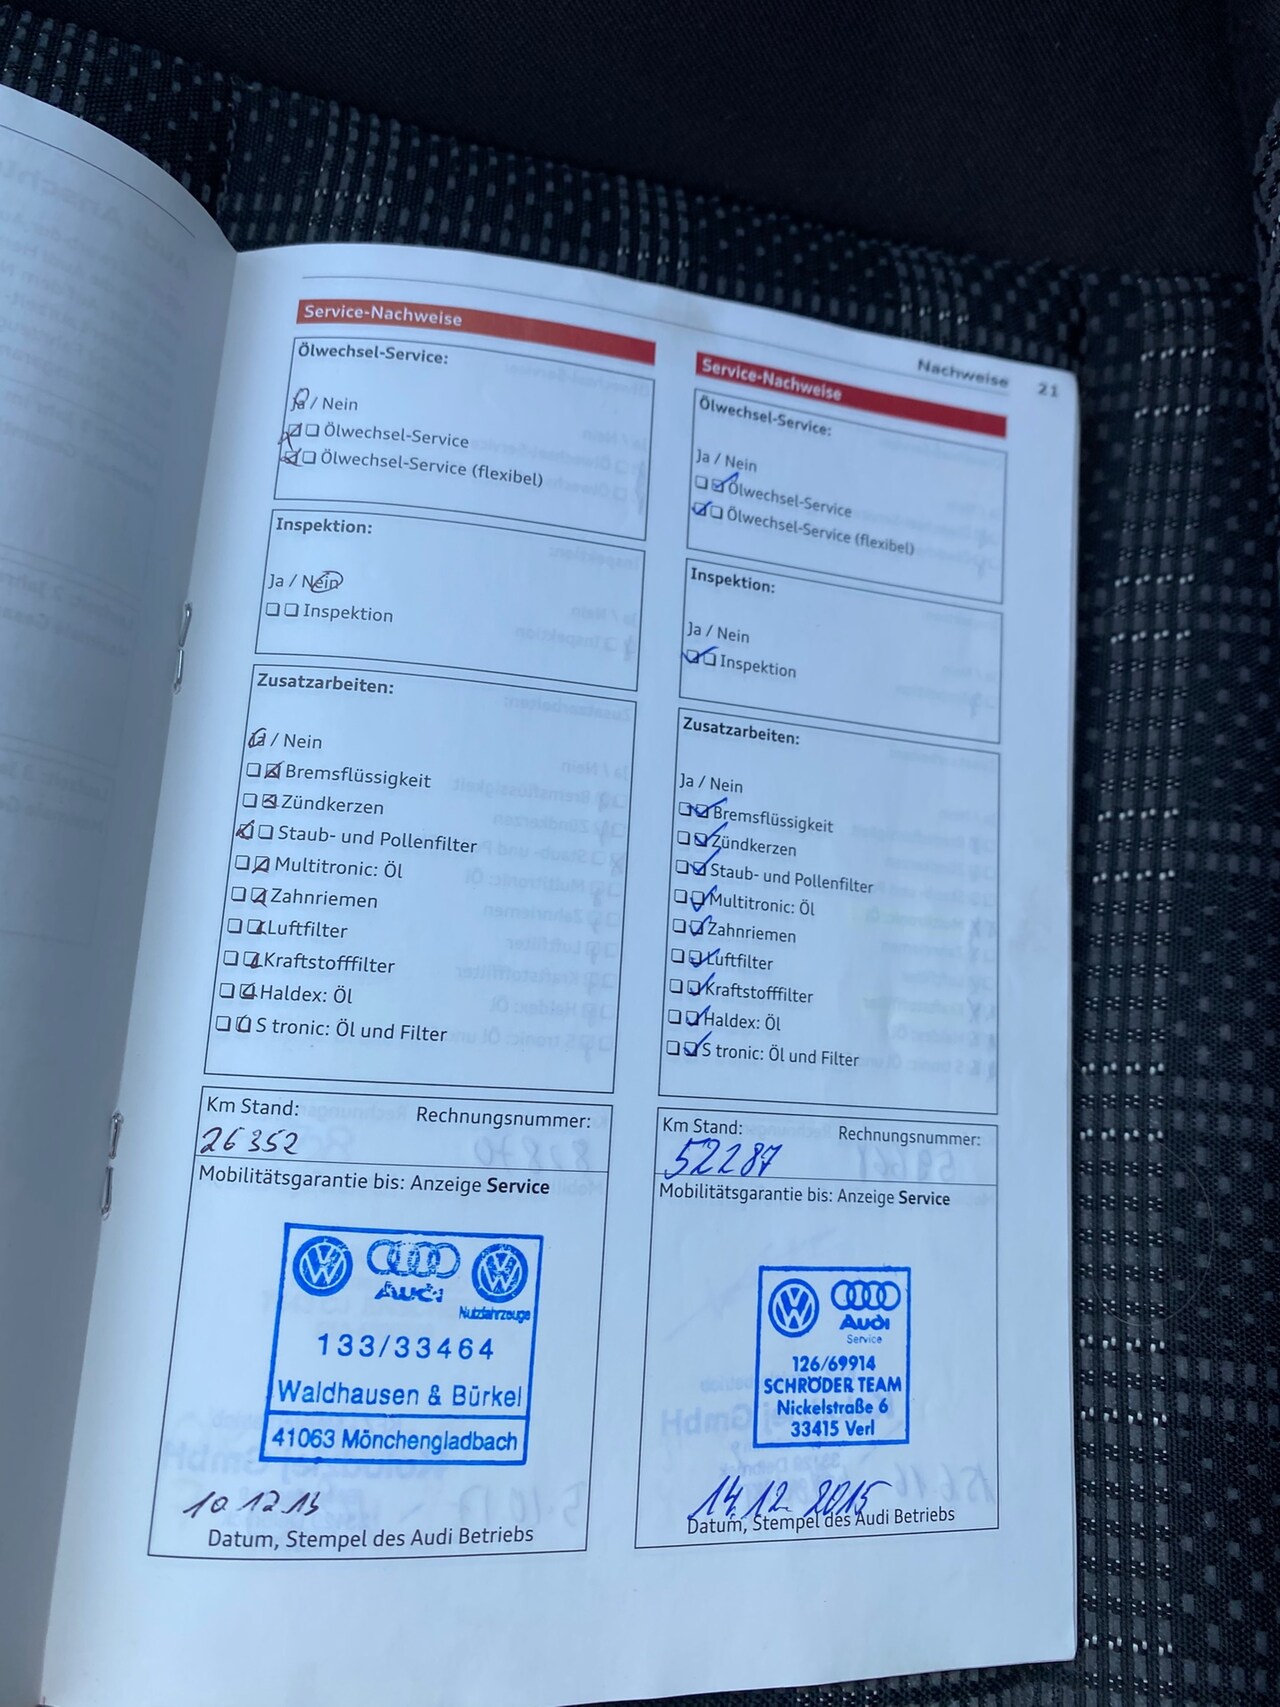 Nachweise 21
Service-Nachweise
Ölwechsel-Service:
Ja / Nein
Ölwechsel-Service
Ölwechsel-Service (flexibel)
Inspektion:
Ja / Nein
Inspektion
Zusatzarbeiten:
Ja / Nein
Bremsflüssigkeit
Zündkerzen
Staub- und Pollenfilter
Multitronic: Öl
Zahnriemen
Luftfilter
Kraftstofffilter
Haldex: Öl
S tronic: Öl und Filter
Km Stand: Rechnungsnummer:
26352
Mobilitätsgarantie bis: Anzeige Service
Audi
Nutzfahrzeuge
133/33464
Waldhausen & Bürkel
41063 Mönchengladbach
10.12.13
Datum, Stempel des Audi Betriebs
Service-Nachweise
Ölwechsel-Service:
Ja / Nein
Ölwechsel-Service
Ölwechsel-Service (flexibel)
Inspektion:
Ja / Nein
Inspektion
Zusatzarbeiten:
Ja / Nein
Bremsflüssigkeit
Zündkerzen
Staub- und Pollenfilter
Multitronic: Öl
Zahnriemen
Luftfilter
Kraftstofffilter
Haldex: Öl
S tronic: Öl und Filter
Km Stand: Rechnungsnummer:
52287
Mobilitätsgarantie bis: Anzeige Service
Audi
Service
126/69914
SCHRÖDER TEAM
Nickelstraße 6
33415 Verl
14.12.2015
Datum, Stempel des Audi Betriebs